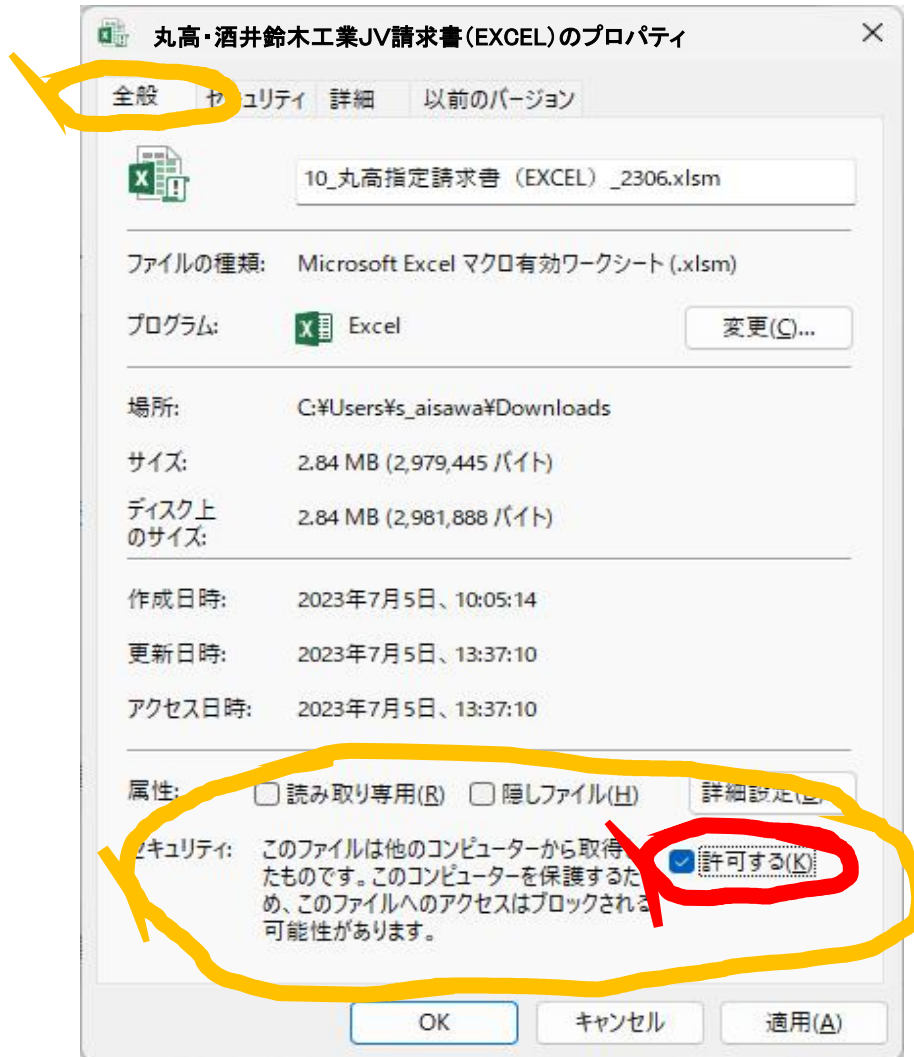 丸高・酒井鈴木工業JV請求書(EXCEL)のプロパティ
全般 セキュリティ 詳細 以前のバージョン
10_丸高指定請求書（EXCEL）_2306.xlsm
ファイルの種類: Microsoft Excel マクロ有効ワークシート (.xlsm)
プログラム: Excel 変更(C)...
場所: C:¥Users¥s_aisawa¥Downloads
サイズ: 2.84 MB (2,979,445 バイト)
ディスク上
のサイズ: 2.84 MB (2,981,888 バイト)
作成日時: 2023年7月5日、10:05:14
更新日時: 2023年7月5日、13:37:10
アクセス日時: 2023年7月5日、13:37:10
属性: 読み取り専用(R) 隠しファイル(H) 詳細設定(D)...
セキュリティ: このファイルは他のコンピューターから取得し 許可する(K)
たものです。このコンピューターを保護するた
め、このファイルへのアクセスはブロックされる
可能性があります。
OK キャンセル 適用(A)